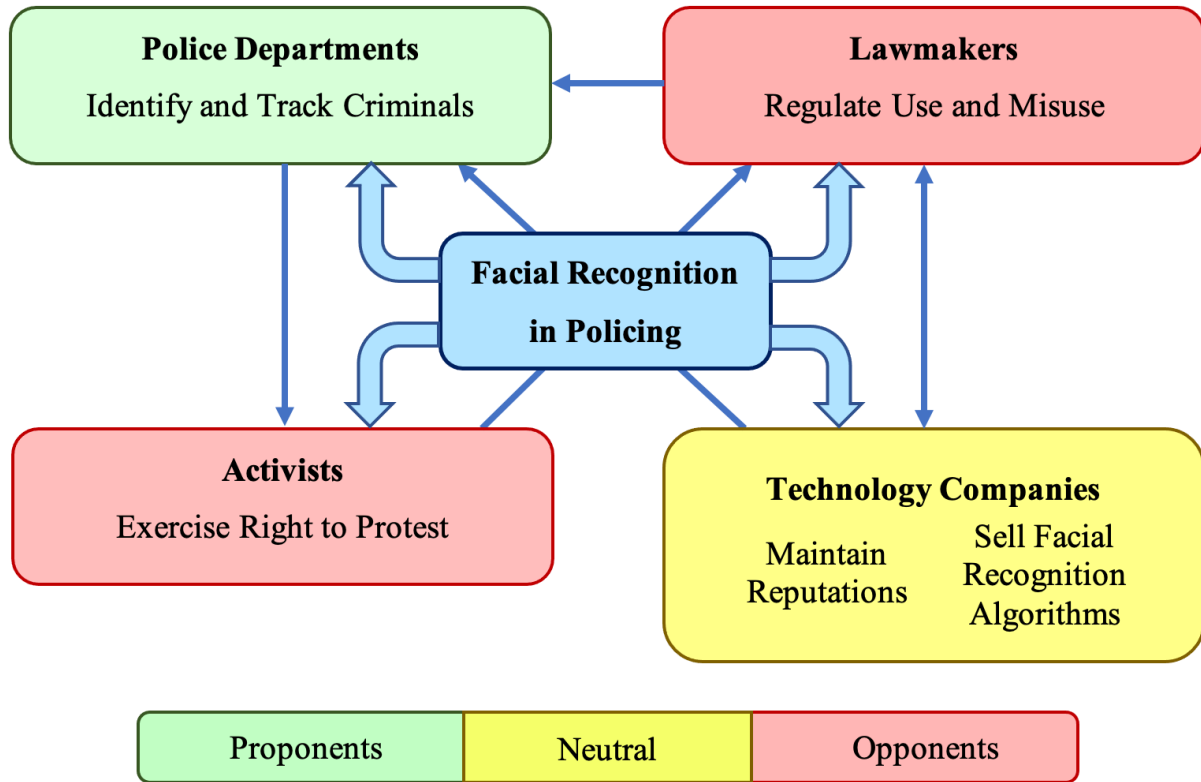 Police Departments
Identify and Track Criminals
Lawmakers
Regulate Use and Misuse
Facial Recognition
in Policing
Activists
Exercise Right to Protest
Technology Companies
Maintain
Reputations
Sell Facial
Recognition
Algorithms
Proponents
Neutral
Opponents